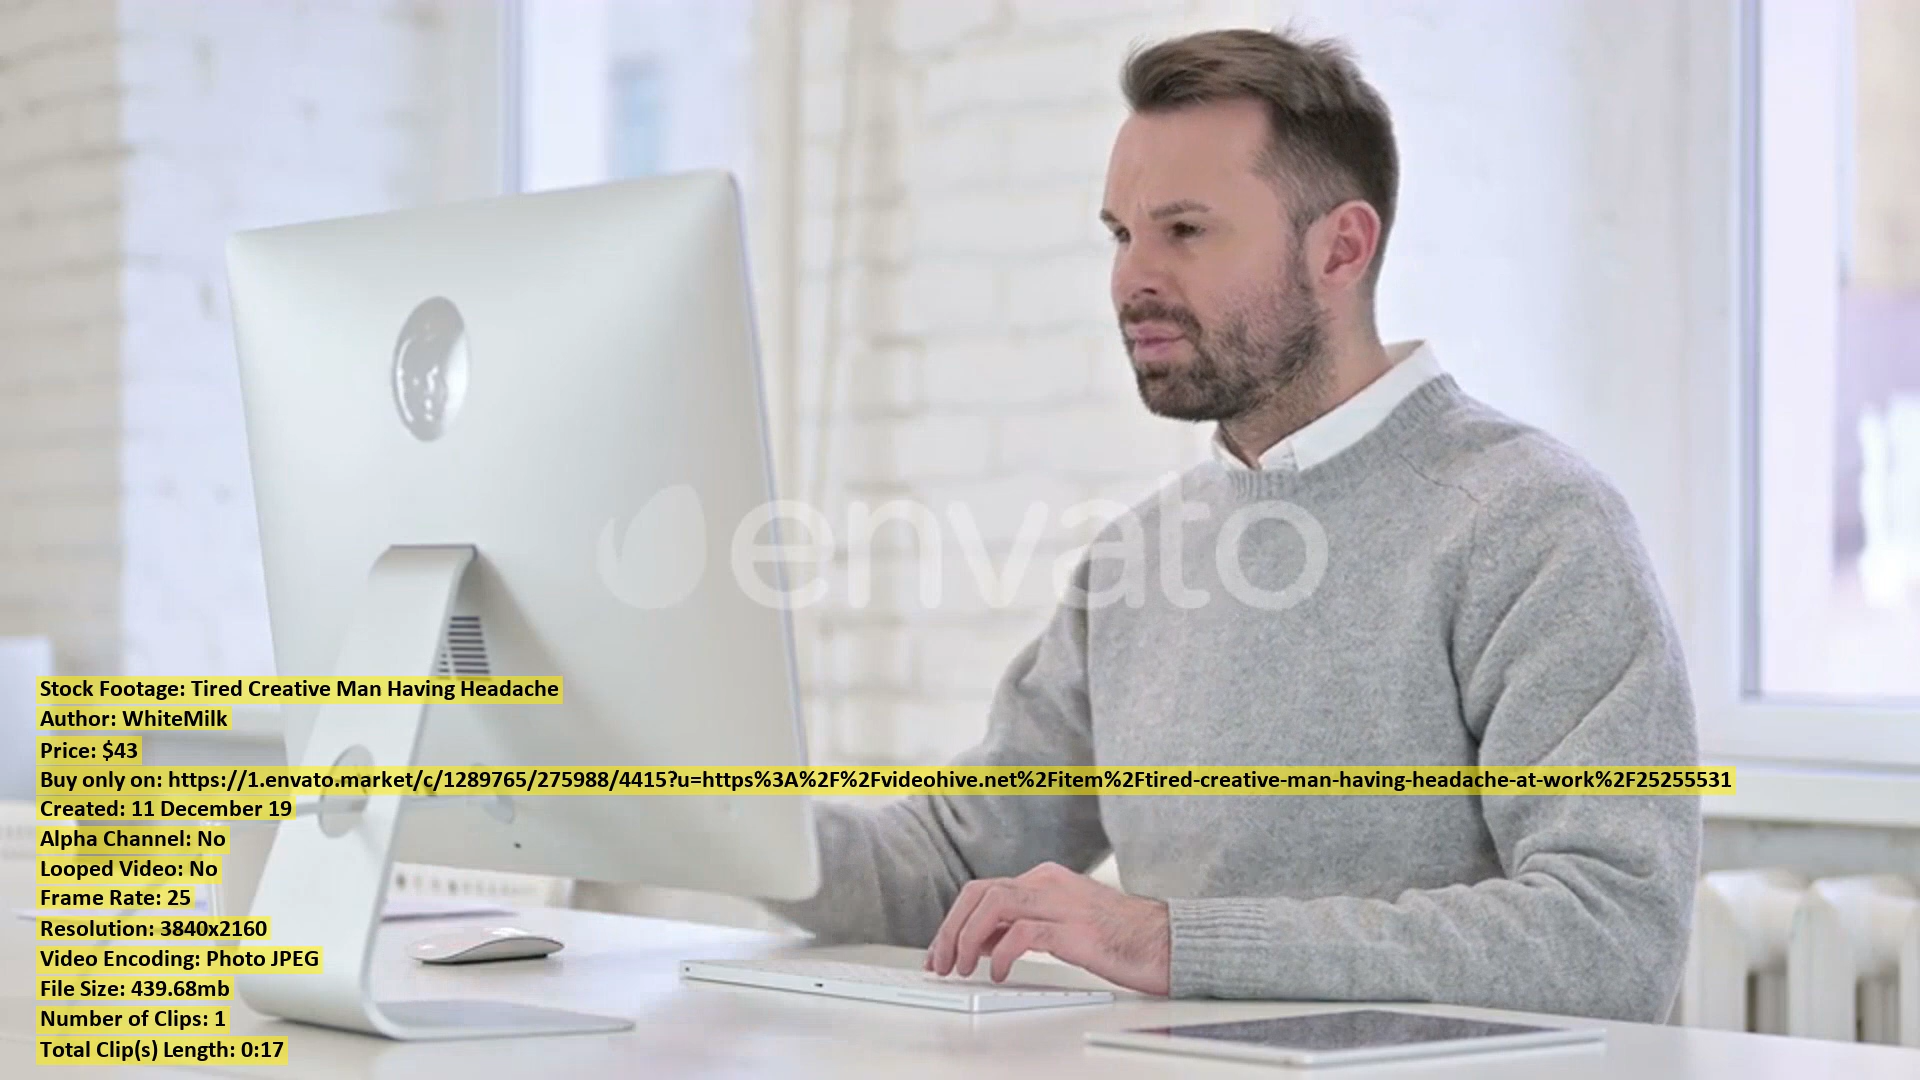 envato
Stock Footage: Tired Creative Man Having Headache
Author: WhiteMilk
Price: $43
Buy only on: https://1.envato.market/c/1289765/275988/4415?u=https%3A%2F%2Fvideohive.net%2Fitem%2Ftired-creative-man-having-headache-at-work%2F25255531
Created: 11 December 19
Alpha Channel: No
Looped Video: No
Frame Rate: 25
Resolution: 3840x2160
Video Encoding: Photo JPEG
File Size: 439.68mb
Number of Clips: 1
Total Clip(s) Length: 0:17